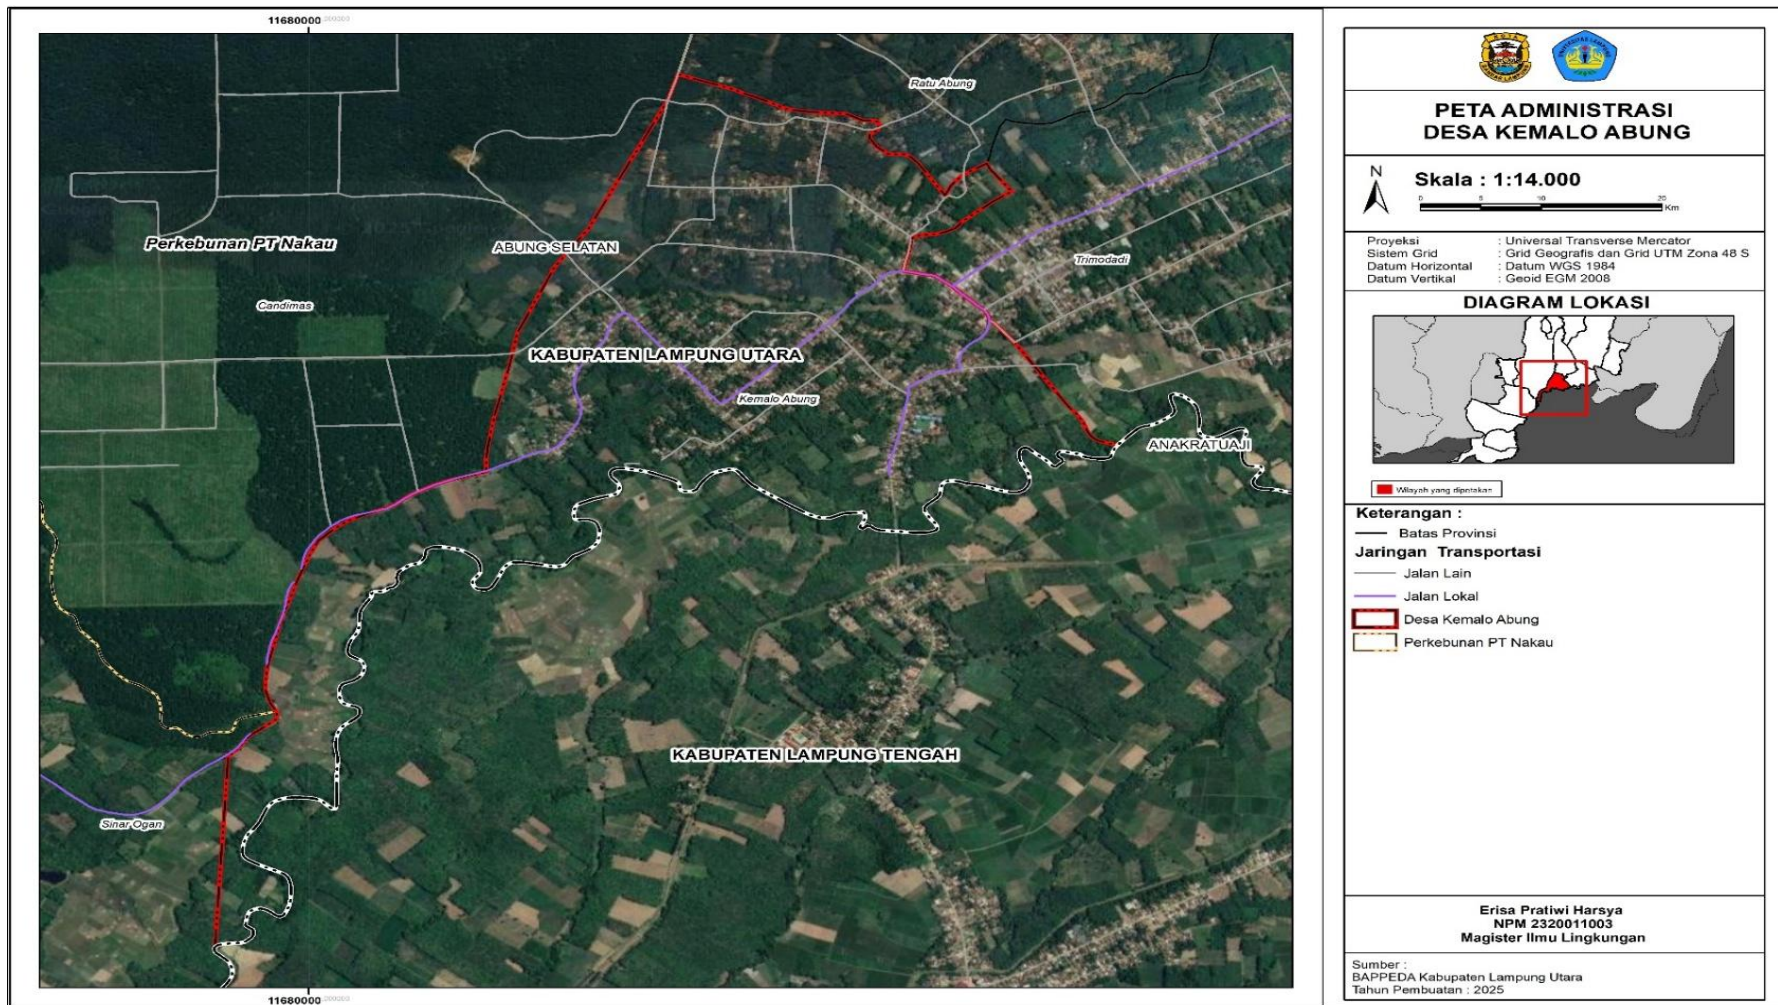 11680000
Ratu Abung
Perkebunan PT Nakau
ABUNG SELATAN
Trimodadi
Candimas
KABUPATEN LAMPUNG UTARA
Kemalo Abung
ANAKRATUAJI
KABUPATEN LAMPUNG TENGAH
Sinar Ogan
11680000
PETA ADMINISTRASI
DESA KEMALO ABUNG
N
Skala : 1:14.000
0 5 10 20
Km
Proyeksi : Universal Transverse Mercator
Sistem Grid : Grid Geografis dan Grid UTM Zona 48 S
Datum Horizontal : Datum WGS 1984
Datum Vertikal : Geoid EGM 2008
DIAGRAM LOKASI
Wilayah yang dipetakan
Keterangan :
Batas Provinsi
Jaringan Transportasi
Jalan Lain
Jalan Lokal
Desa Kemalo Abung
Perkebunan PT Nakau
Erisa Pratiwi Harsya
NPM 2320011003
Magister Ilmu Lingkungan
Sumber :
BAPPEDA Kabupaten Lampung Utara
Tahun Pembuatan : 2025